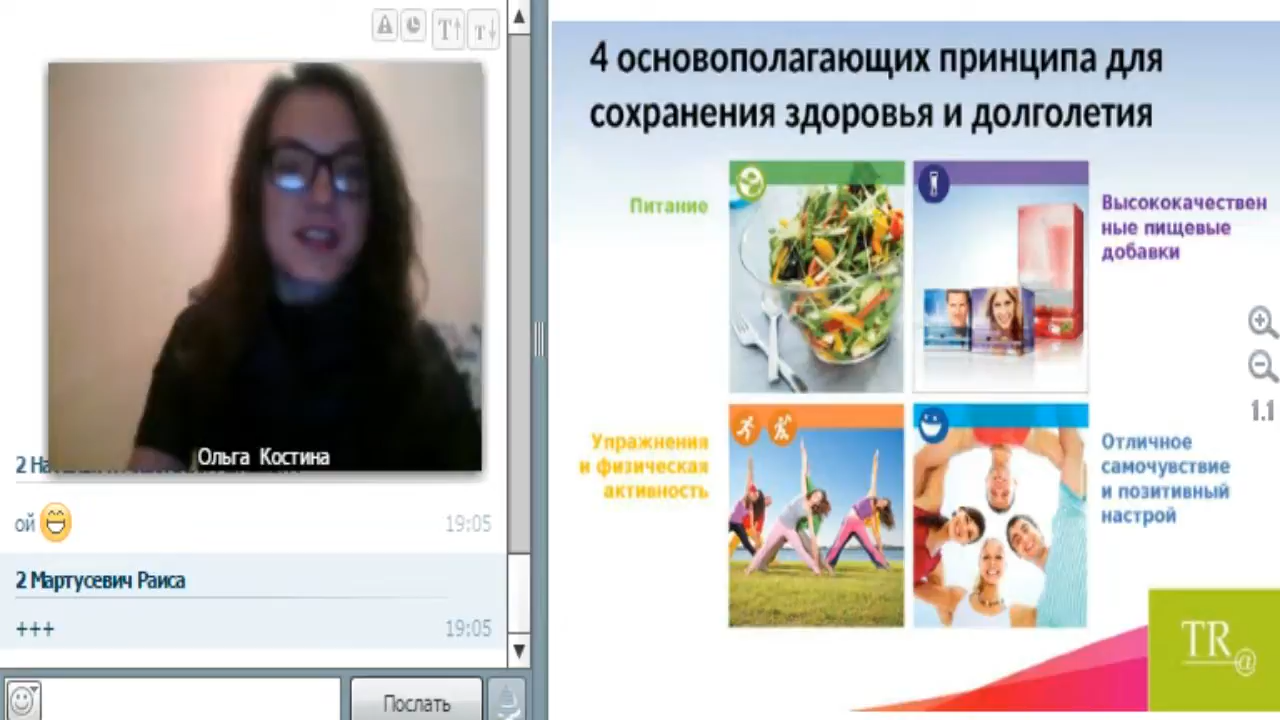 Ольга Костина
ой
19:05
2 Мартусевич Раиса
+++
19:05
Послать
4 основополагающих принципа для
сохранения здоровья и долголетия
Питание
Высококачествен
ные пищевые
добавки
Упражнения
и физическая
активность
Отличное
самочувствие
и позитивный
настрой
TR
@
1.1